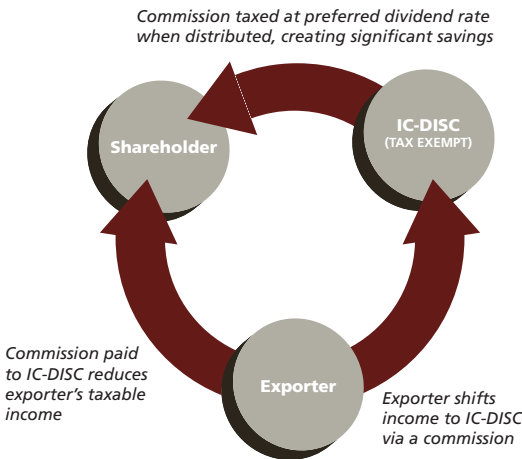 Commission taxed at preferred dividend rate
when distributed, creating significant savings
Shareholder
IC-DISC
(TAX EXEMPT)
Commission paid
to IC-DISC reduces
exporter's taxable
income
Exporter
Exporter shifts
income to IC-DISC
via a commission